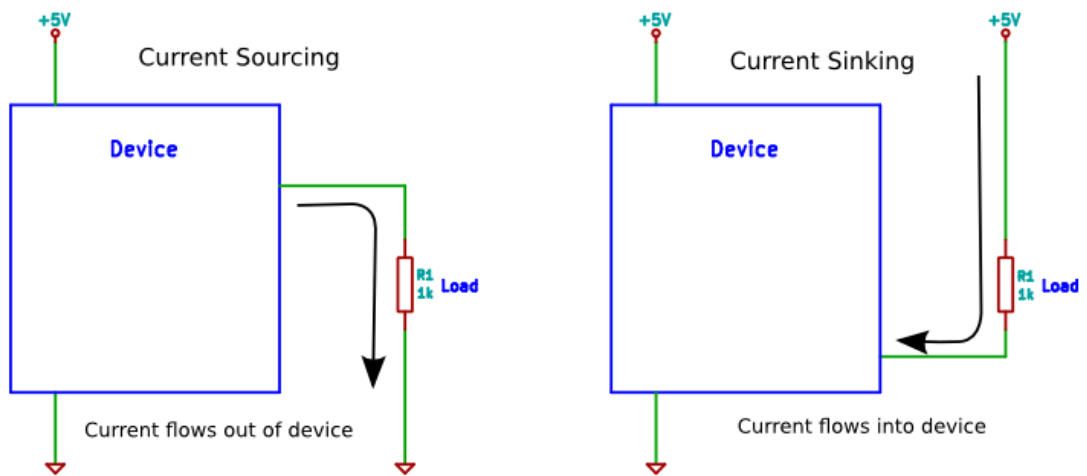 +5V
Current Sourcing
Device
R1
1k
Load
Current flows out of device
+5V
+5V
Current Sinking
Device
R1
1k
Load
Current flows into device